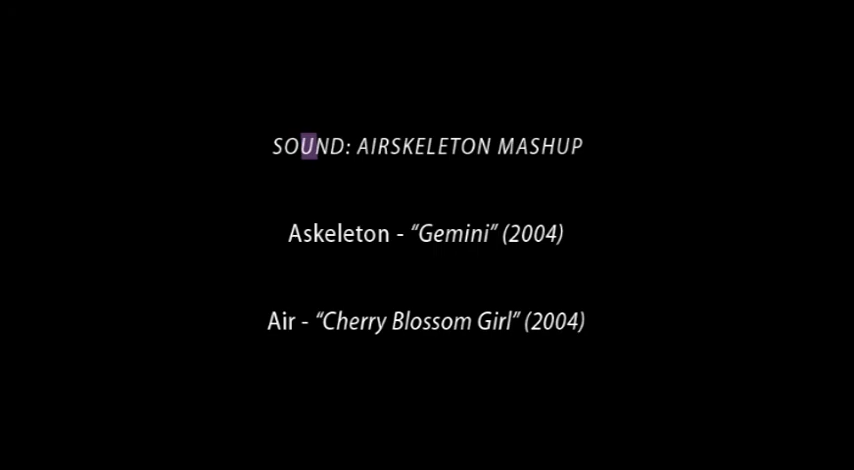 SOUND: AIRSKELETON MASHUP
Askeleton - “Gemini” (2004)
Air - “Cherry Blossom Girl” (2004)